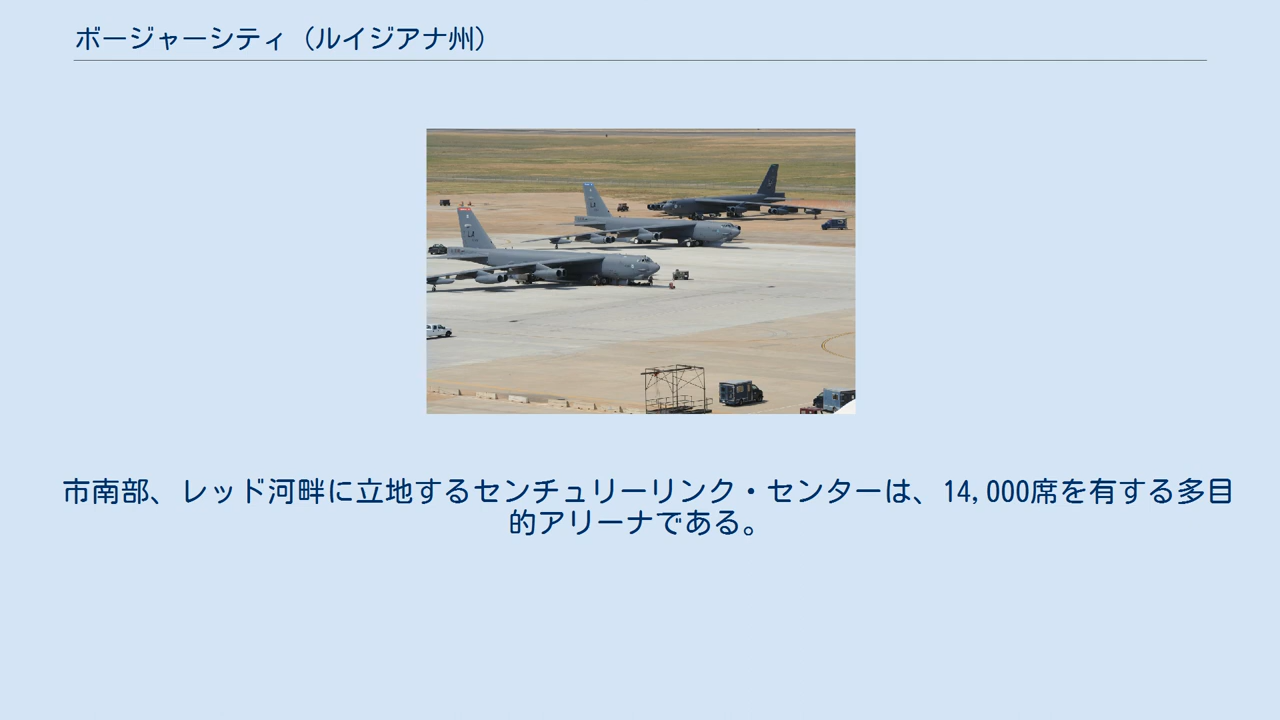 ボージャーシティ（ルイジアナ州）
LA
LA
市南部、レッド河畔に立地するセンチュリーリンク・センターは、14,000席を有する多目
的アリーナである。